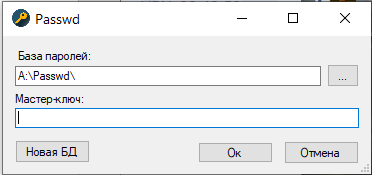 Passwd
База паролей:
A:\Passwd\
...
Мастер-ключ:
Новая БД
Ок
Отмена